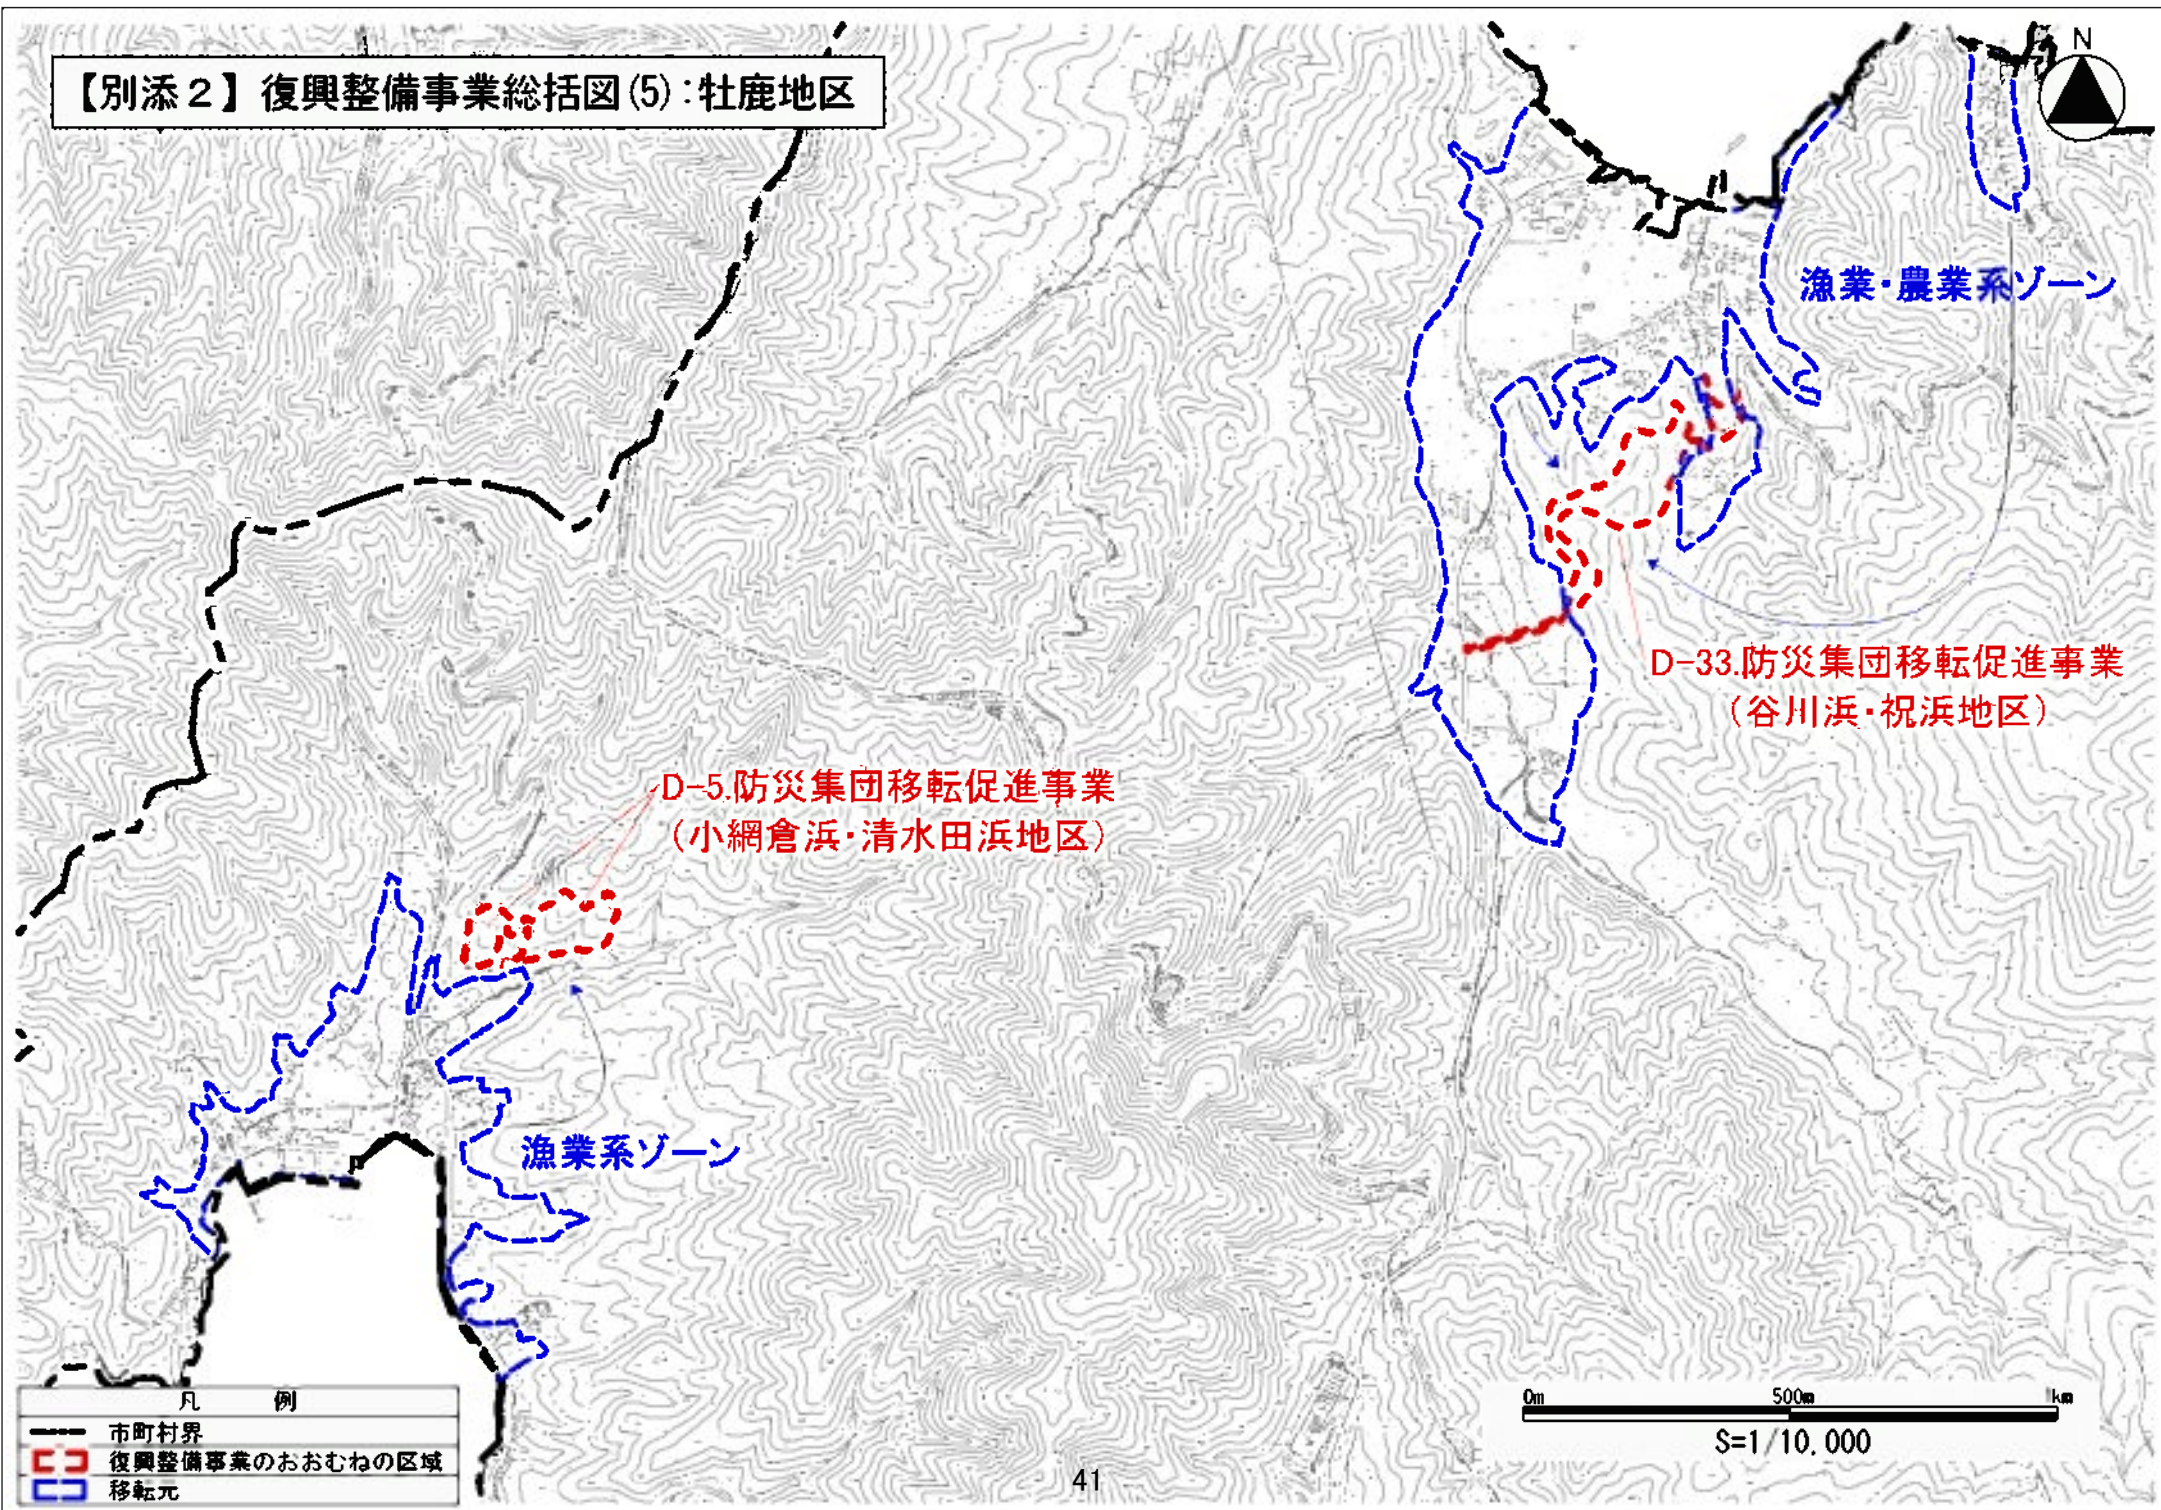 【別添２】復興整備事業総括図(5):牡鹿地区
N
漁業・農業系ゾーン
D-33.防災集団移転促進事業
(谷川浜・祝浜地区)
D-5.防災集団移転促進事業
(小網倉浜・清水田浜地区)
漁業系ゾーン
凡 例
市町村界
復興整備事業のおおむねの区域
移転元
0m 500m 1km
S=1/10,000
41